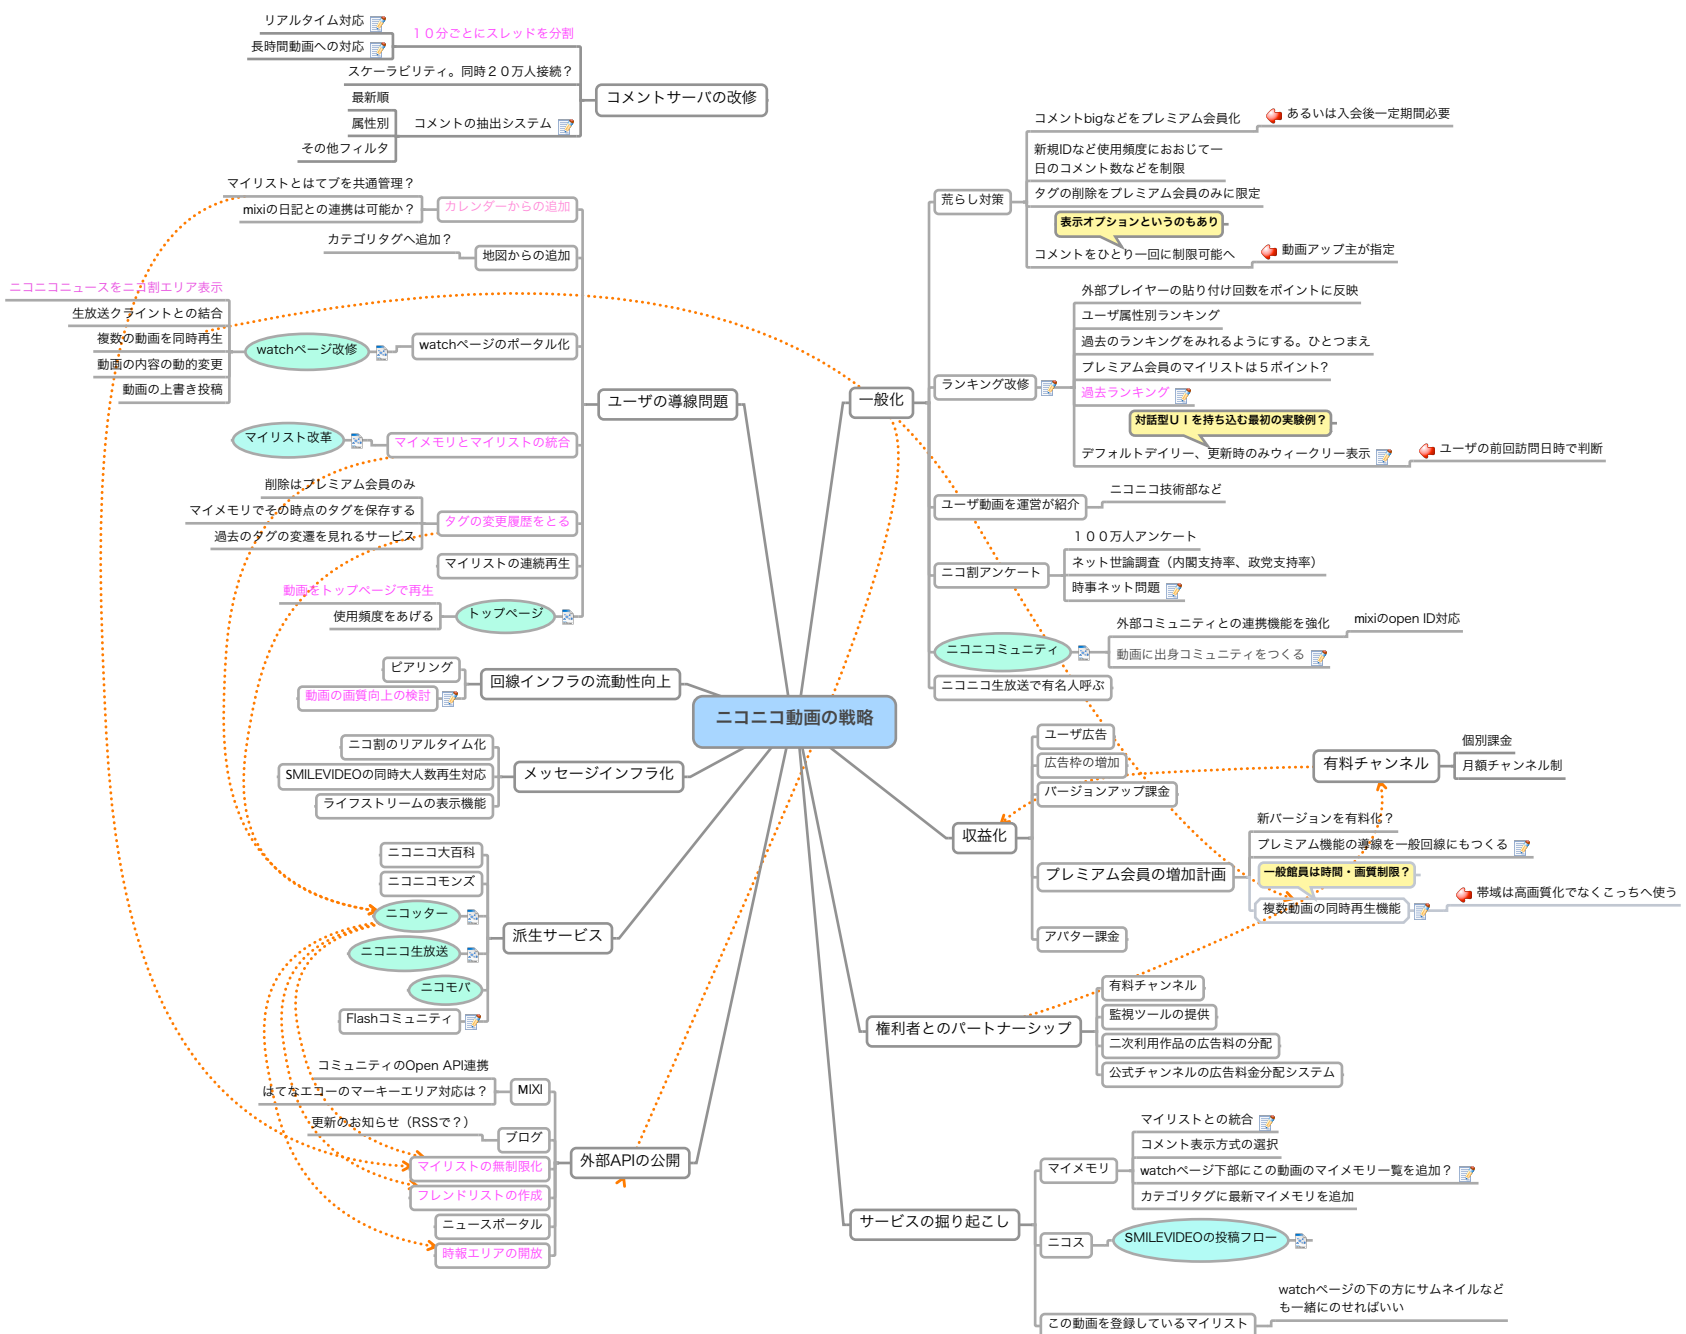 リアルタイム対応
長時間動画への対応
１０分ごとにスレッドを分割
スケーラビリティ。同時２０万人接続？
最新順
属性別
その他フィルタ
コメントの抽出システム
コメントサーバの改修
マイリストとはてブを共通管理？
mixiの日記との連携は可能か？
カレンダーからの追加
カテゴリタグへ追加？
地図からの追加
ニコニコニュースをニコ割エリア表示
生放送クライントとの結合
複数の動画を同時再生
動画の内容の動的変更
動画の上書き投稿
watchページ改修
watchページのポータル化
ユーザの導線問題
マイリスト改革
マイメモリとマイリストの統合
削除はプレミアム会員のみ
マイメモリでその時点のタグを保存する
過去のタグの変遷を見れるサービス
タグの変更履歴をとる
マイリストの連続再生
動画をトップページで再生
使用頻度をあげる
トップページ
ピアリング
動画の画質向上の検討
回線インフラの流動性向上
ニコニコ動画の戦略
ニコ割のリアルタイム化
SMILEVIDEOの同時大人数再生対応
ライフストリームの表示機能
メッセージインフラ化
ニコニコ大百科
ニコニコモンズ
ニコッター
ニコニコ生放送
ニコモバ
Flashコミュニティ
派生サービス
コミュニティのOpen API連携
はてなエコーのマーキーエリア対応は？
MIXI
更新のお知らせ（RSSで？）
ブログ
マイリストの無制限化
フレンドリストの作成
ニュースポータル
時報エリアの開放
外部APIの公開
コメントbigなどをプレミアム会員化
あるいは入会後一定期間必要
新規IDなど使用頻度におおじて一
日のコメント数などを制限
荒らし対策
タグの削除をプレミアム会員のみに限定
表示オプションというのもあり
コメントをひとり一回に制限可能へ
動画アップ主が指定
外部プレイヤーの貼り付け回数をポイントに反映
ユーザ属性別ランキング
過去のランキングをみれるようにする。ひとつまえ
プレミアム会員のマイリストは５ポイント?
ランキング改修
過去ランキング
対話型ＵＩを持ち込む最初の実験例？
デフォルトデイリー、更新時のみウィークリー表示
ユーザの前回訪問日時で判断
一般化
ユーザ動画を運営が紹介
ニコニコ技術部など
１００万人アンケート
ネット世論調査（内閣支持率、政党支持率）
時事ネット問題
ニコ割アンケート
外部コミュニティとの連携機能を強化
mixiのopen ID対応
動画に出身コミュニティをつくる
ニコニコミュニティ
ニコニコ生放送で有名人呼ぶ
ユーザ広告
広告枠の増加
バージョンアップ課金
収益化
有料チャンネル
個別課金
月額チャンネル制
新バージョンを有料化？
プレミアム機能の導線を一般回線にもつくる
プレミアム会員の増加計画
一般館員は時間・画質制限？
複数動画の同時再生機能
帯域は高画質化でなくこっちへ使う
アバター課金
有料チャンネル
監視ツールの提供
二次利用作品の広告料の分配
公式チャンネルの広告料金分配システム
権利者とのパートナーシップ
マイリストとの統合
コメント表示方式の選択
watchページ下部にこの動画のマイメモリ一覧を追加？
カテゴリタグに最新マイメモリを追加
マイメモリ
サービスの掘り起こし
ニコス
SMILEVIDEOの投稿フロー
watchページの下の方にサムネイルなど
も一緒にのせればいい
この動画を登録しているマイリスト